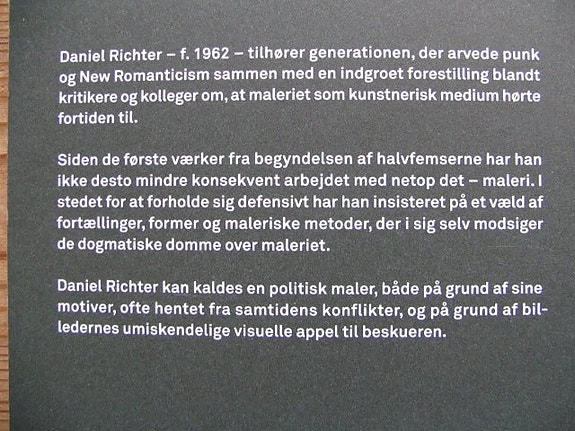 Daniel Richter – f. 1962 – tilhører generationen, der arvede punk
og New Romanticism sammen med en indgroet forestilling blandt
kritikere og kolleger om, at maleriet som kunstnerisk medium hørte
fortiden til.
Siden de første værker fra begyndelsen af halvfemserne har han
ikke desto mindre konsekvent arbejdet med netop det – maleri. I
stedet for at forholde sig defensivt har han insisteret på et væld af
fortællinger, former og maleriske metoder, der i sig selv modsiger
de dogmatiske domme over maleriet.
Daniel Richter kan kaldes en politisk maler, både på grund af sine
motiver, ofte hentet fra samtidens konflikter, og på grund af bil-
ledernes umiskendelige visuelle appel til beskueren.